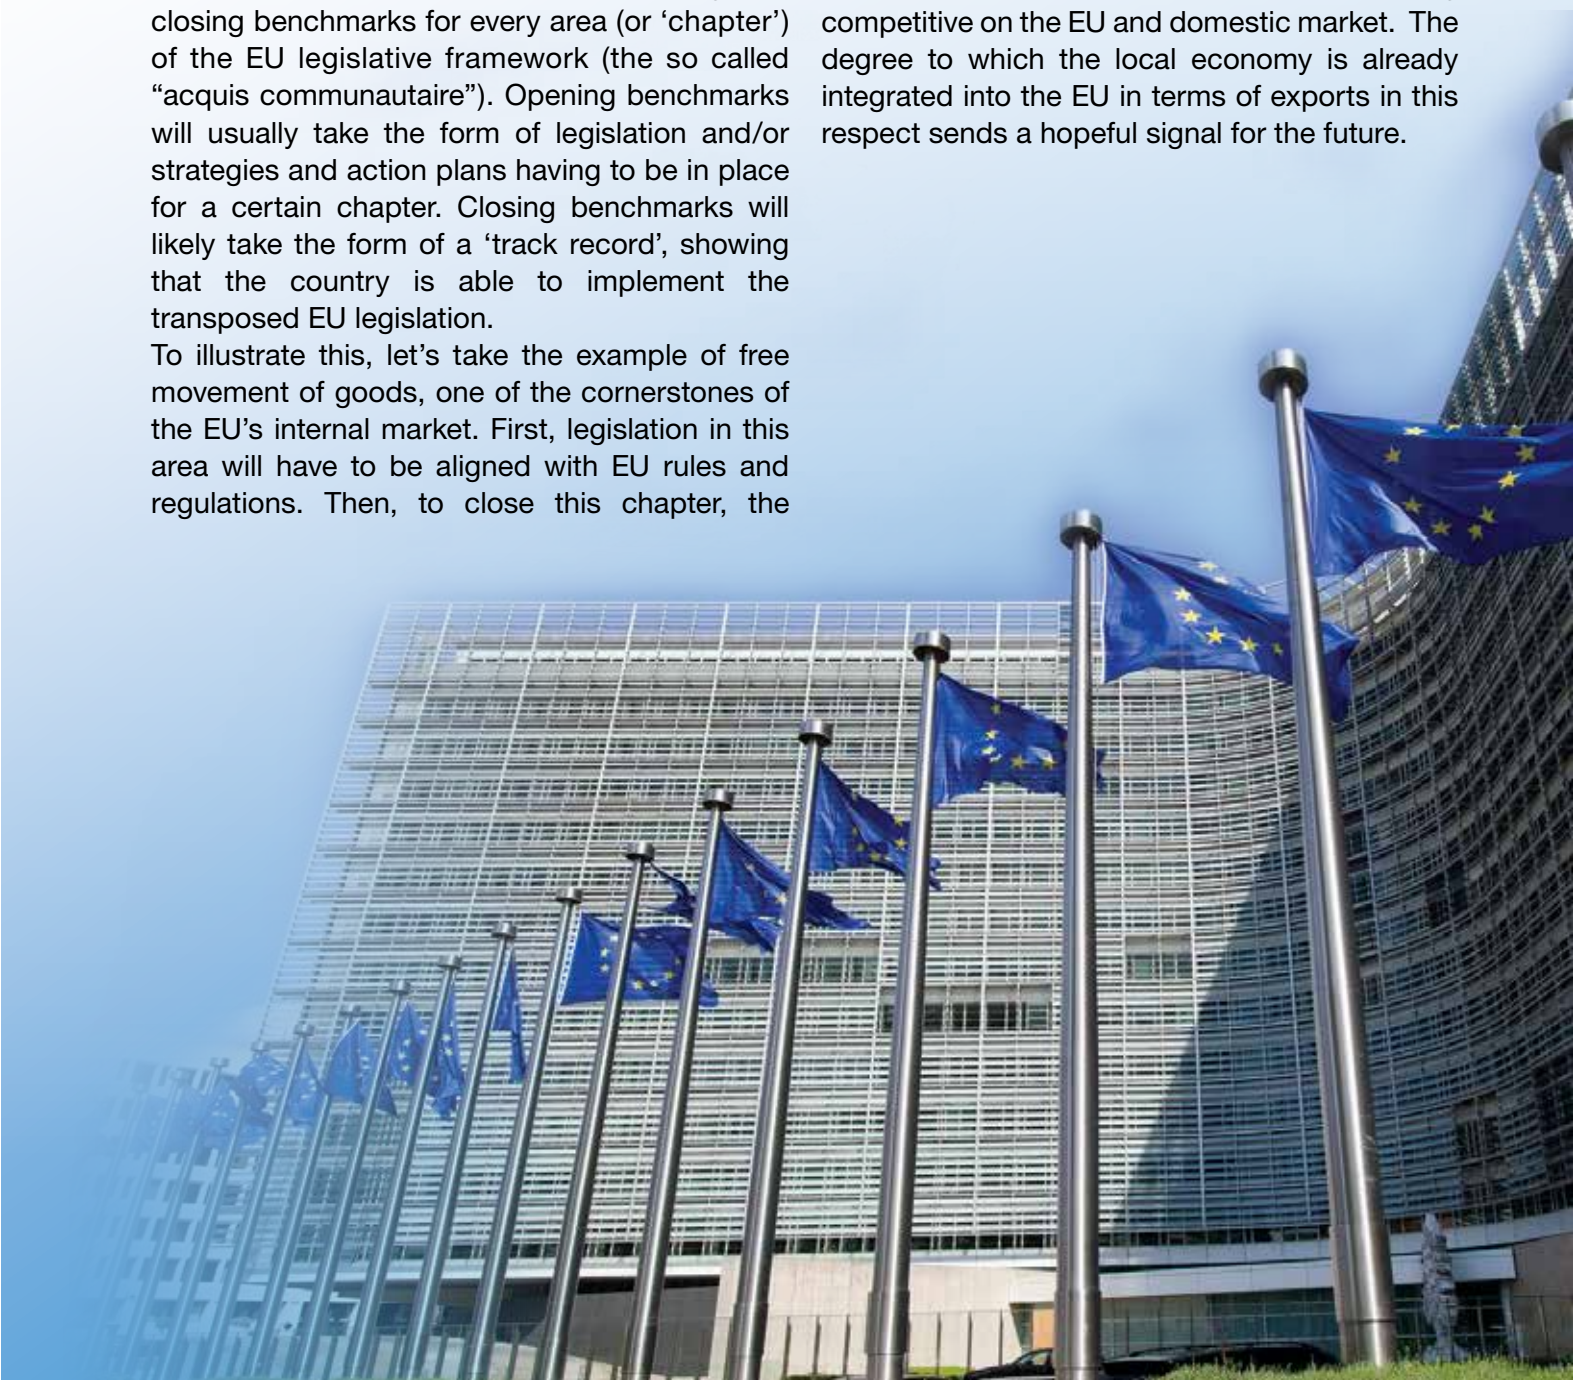 closing benchmarks for every area (or ‘chapter’)
of the EU legislative framework (the so called
“acquis communautaire”). Opening benchmarks
will usually take the form of legislation and/or
strategies and action plans having to be in place
for a certain chapter. Closing benchmarks will
likely take the form of a ‘track record’, showing
that the country is able to implement the
transposed EU legislation.
To illustrate this, let’s take the example of free
movement of goods, one of the cornerstones of
the EU’s internal market. First, legislation in this
area will have to be aligned with EU rules and
regulations. Then, to close this chapter, the
competitive on the EU and domestic market. The
degree to which the local economy is already
integrated into the EU in terms of exports in this
respect sends a hopeful signal for the future.